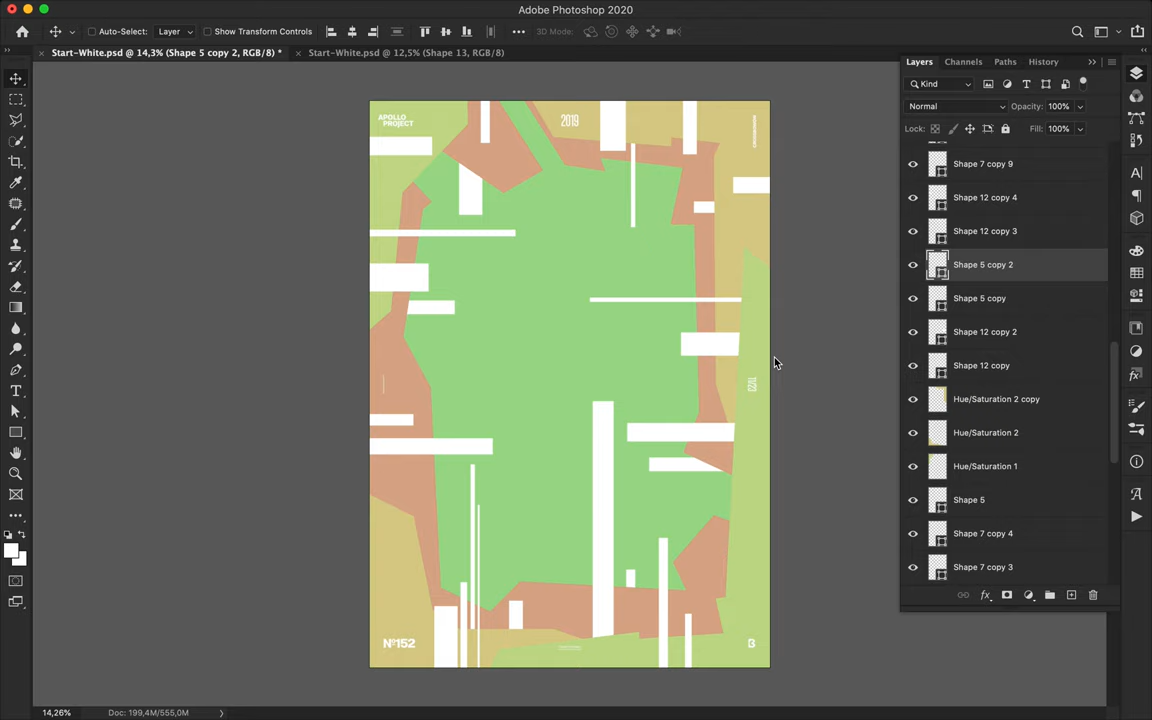 Adobe Photoshop 2020
Auto-Select:
Layer
Show Transform Controls
3D Mode:
Start-White.psd @ 14,3% (Shape 5 copy 2, RGB/8) *
Start-White.psd @ 12,5% (Shape 13, RGB/8)
Layers
Channels
Paths
History
Kind
Normal
Opacity: 100%
Lock:
Fill: 100%
Shape 7 copy 9
Shape 12 copy 4
Shape 12 copy 3
Shape 5 copy 2
Shape 5 copy
Shape 12 copy 2
Shape 12 copy
Hue/Saturation 2 copy
Hue/Saturation 2
Hue/Saturation 1
Shape 5
Shape 7 copy 4
Shape 7 copy 3
APOLLO
PROJECT
2019
11/23
Nº152
14,26%
Doc: 199,4M/555,0M